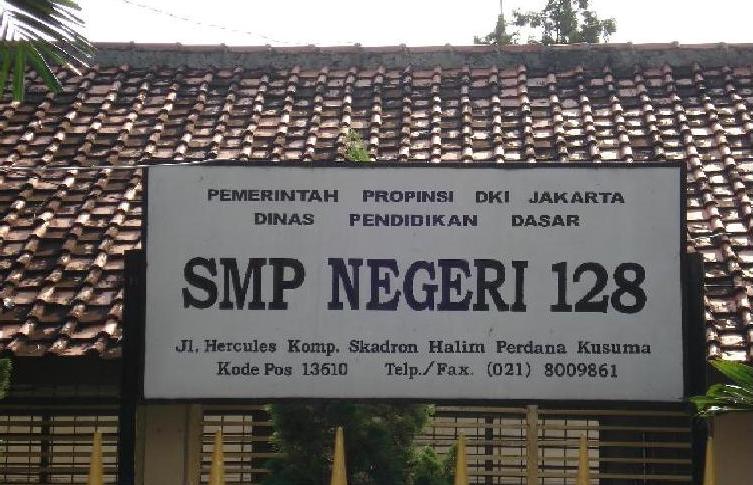 PEMERINTAH PROPINSI DKI JAKARTA
DINAS PENDIDIKAN DASAR
SMP NEGERI 128
Jl. Hercules Komp. Skadron Halim Perdana Kusuma
Kode Pos 13610 Telp./Fax. (021) 8009861